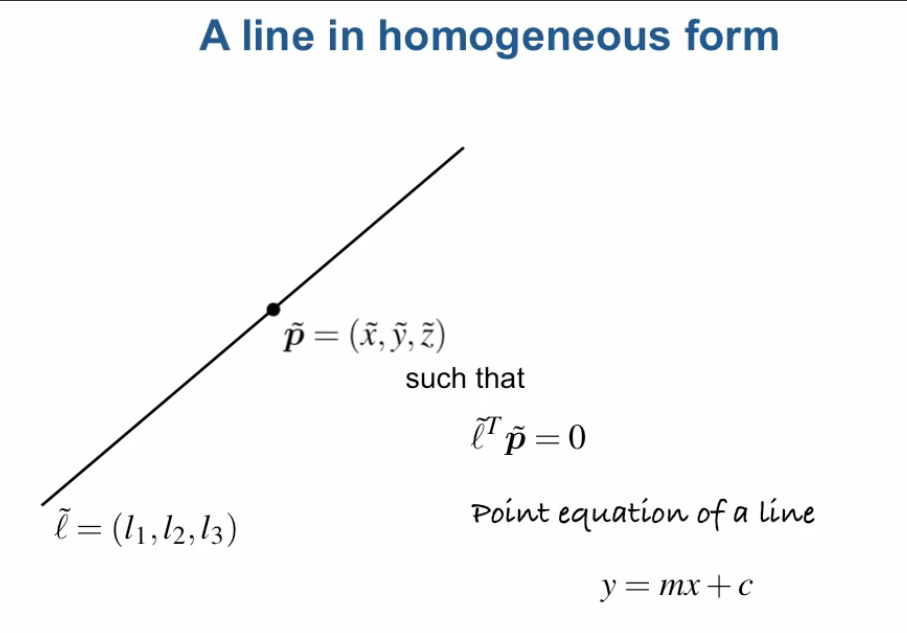 A line in homogeneous form
p̃ = (x̃, ỹ, z̃)
such that
ℓ̃ᵀ p̃ = 0
ℓ̃ = (l₁, l₂, l₃)
Point equation of a line
y = mx + c